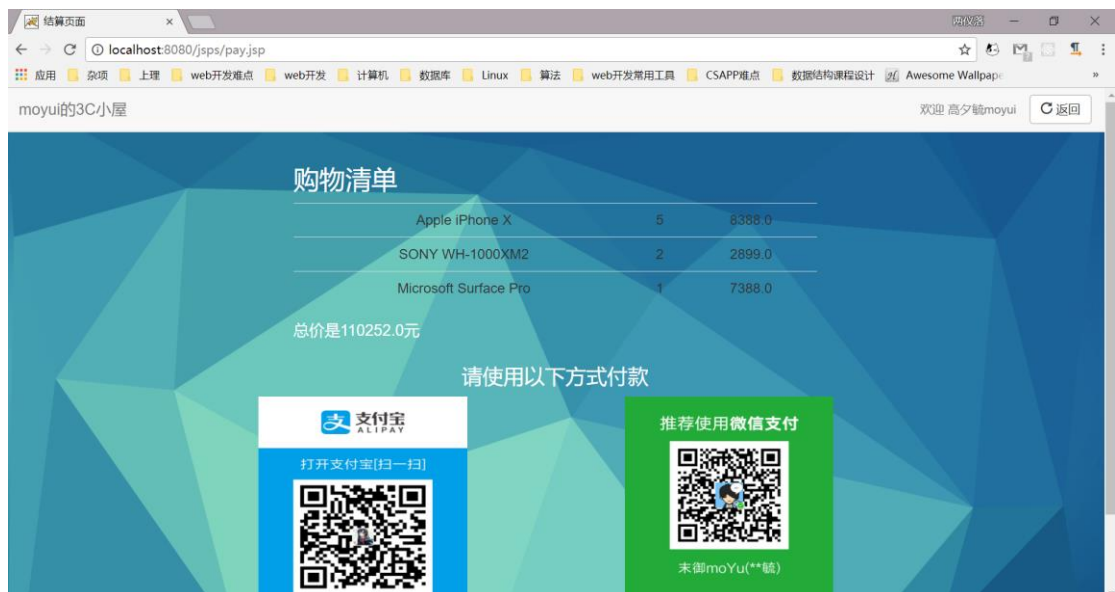 结算页面
localhost:8080/jsps/pay.jsp
应用 杂项 上理 web开发难点 web开发 计算机 数据库 Linux 算法 web开发常用工具 CSAPP难点 数据结构课程设计 Awesome Wallpap
moyui的3C小屋 欢迎 高夕毓moyui 返回
购物清单
Apple iPhone X 5 8388.0
SONY WH-1000XM2 2 2899.0
Microsoft Surface Pro 1 7388.0
总价是110252.0元
请使用以下方式付款
支付宝
ALIPAY
打开支付宝[扫一扫]
推荐使用微信支付
末御moYu(**毓)